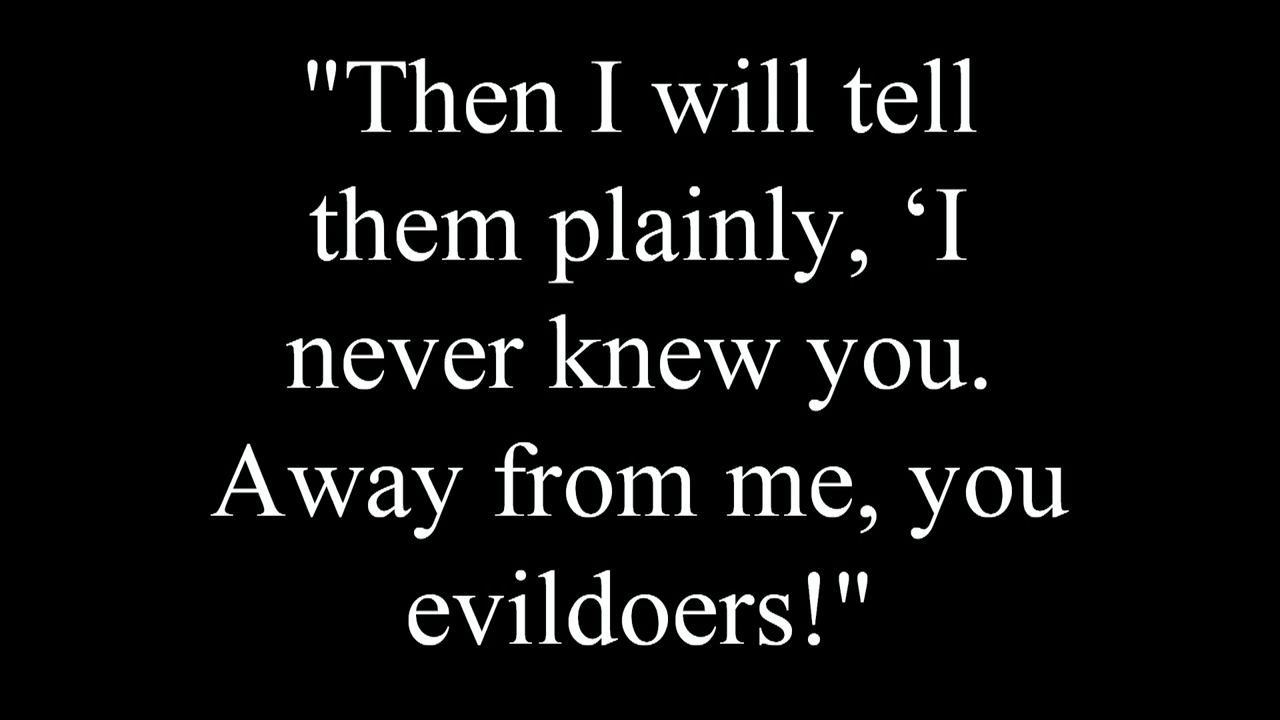 "Then I will tell
them plainly, ‘I
never knew you.
Away from me, you
evildoers!"